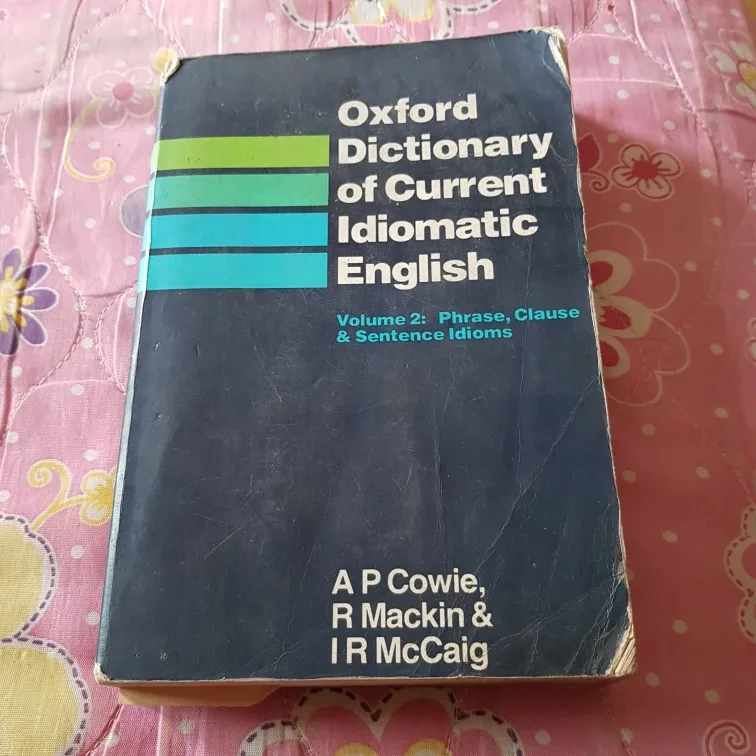 Oxford
Dictionary
of Current
Idiomatic
English
Volume 2: Phrase, Clause
& Sentence Idioms
A P Cowie,
R Mackin &
I R McCaig